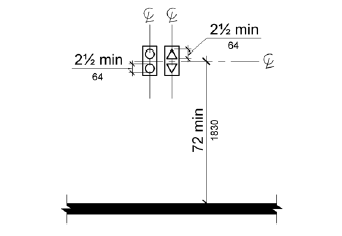 ℄ ℄
2½ min
64
2½ min
64
℄
72 min
1830